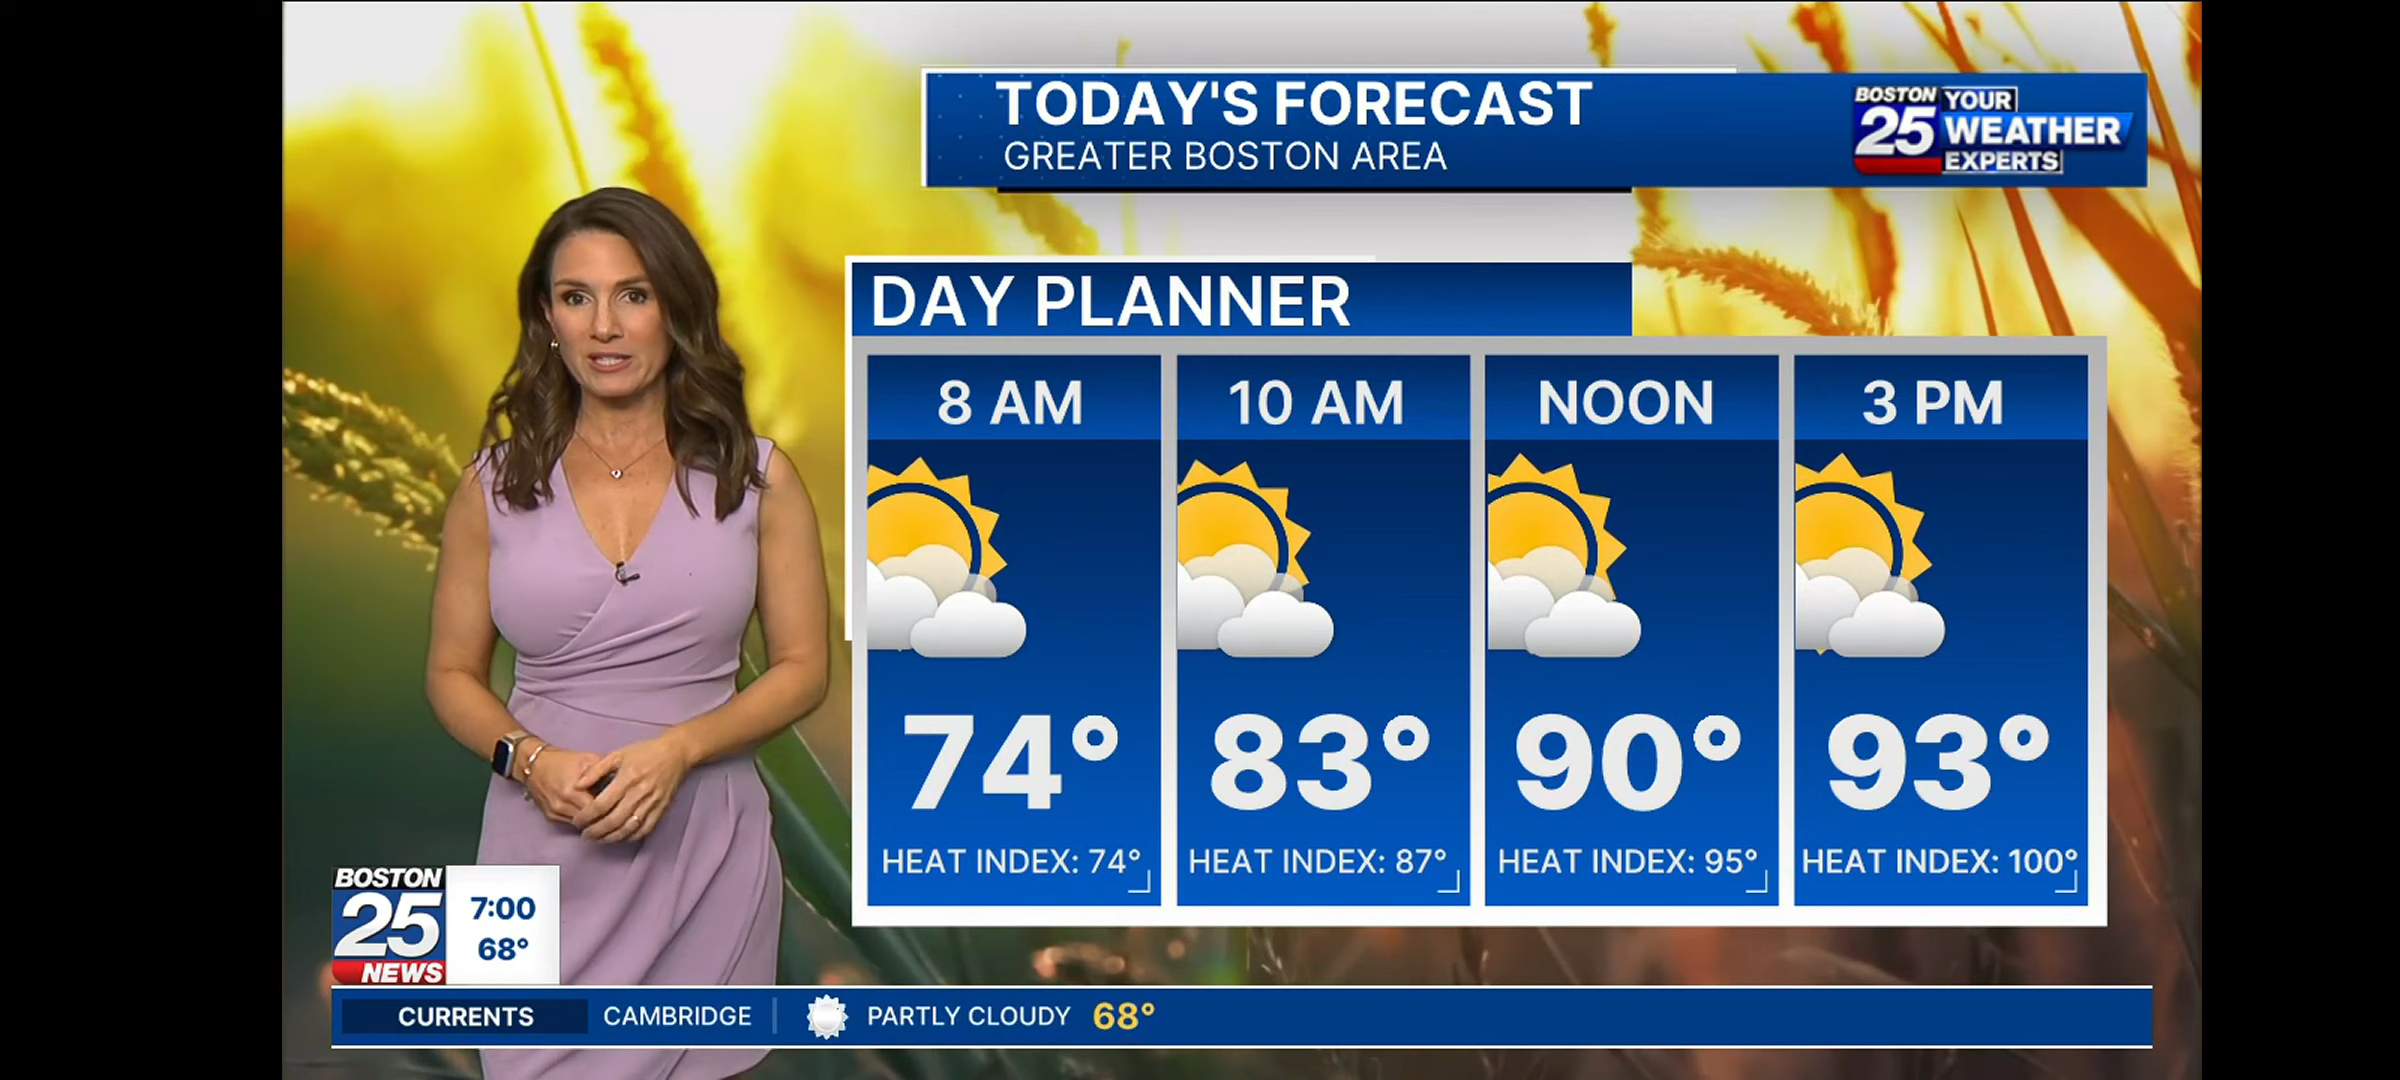 TODAY'S FORECAST
GREATER BOSTON AREA
BOSTON
25
YOUR
WEATHER
EXPERTS
DAY PLANNER
8 AM
10 AM
NOON
3 PM
74°
83°
90°
93°
HEAT INDEX: 74°
HEAT INDEX: 87°
HEAT INDEX: 95°
HEAT INDEX: 100°
BOSTON
25
NEWS
7:00
68°
CURRENTS CAMBRIDGE PARTLY CLOUDY 68°